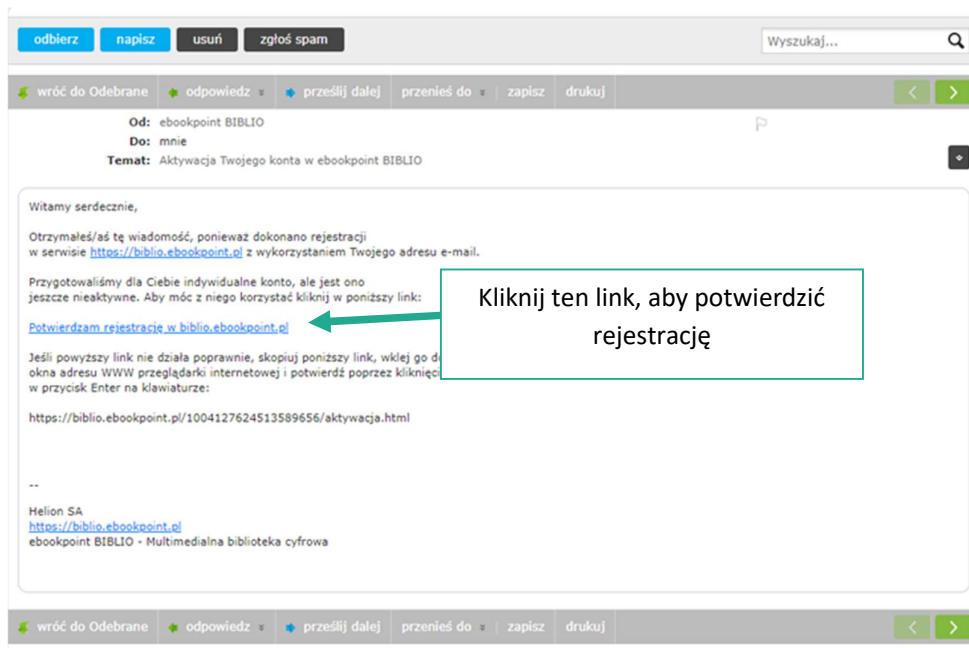 odbierz napisz usuń zgłoś spam Wyszukaj...
wróć do Odebrane odpowiedz prześlij dalej przenieś do zapisz drukuj
Od: ebookpoint BIBLIO
Do: mnie
Temat: Aktywacja Twojego konta w ebookpoint BIBLIO
Witamy serdecznie,
Otrzymałeś/aś tę wiadomość, ponieważ dokonano rejestracji
w serwisie https://biblio.ebookpoint.pl z wykorzystaniem Twojego adresu e-mail.
Przygotowaliśmy dla Ciebie indywidualne konto, ale jest ono
jeszcze nieaktywne. Aby móc z niego korzystać kliknij w poniższy link:
Kliknij ten link, aby potwierdzić
rejestrację
Potwierdzam rejestrację w biblio.ebookpoint.pl
Jeśli powyższy link nie działa poprawnie, skopiuj poniższy link, wklej go
okna adresu WWW przeglądarki internetowej i potwierdź poprzez
w przycisk Enter na klawiaturze:
https://biblio.ebookpoint.pl/1004127624513589656/aktywacja.html
--
Helion SA
https://biblio.ebookpoint.pl
ebookpoint BIBLIO - Multimedialna biblioteka cyfrowa
wróć do Odebrane odpowiedz prześlij dalej przenieś do zapisz drukuj